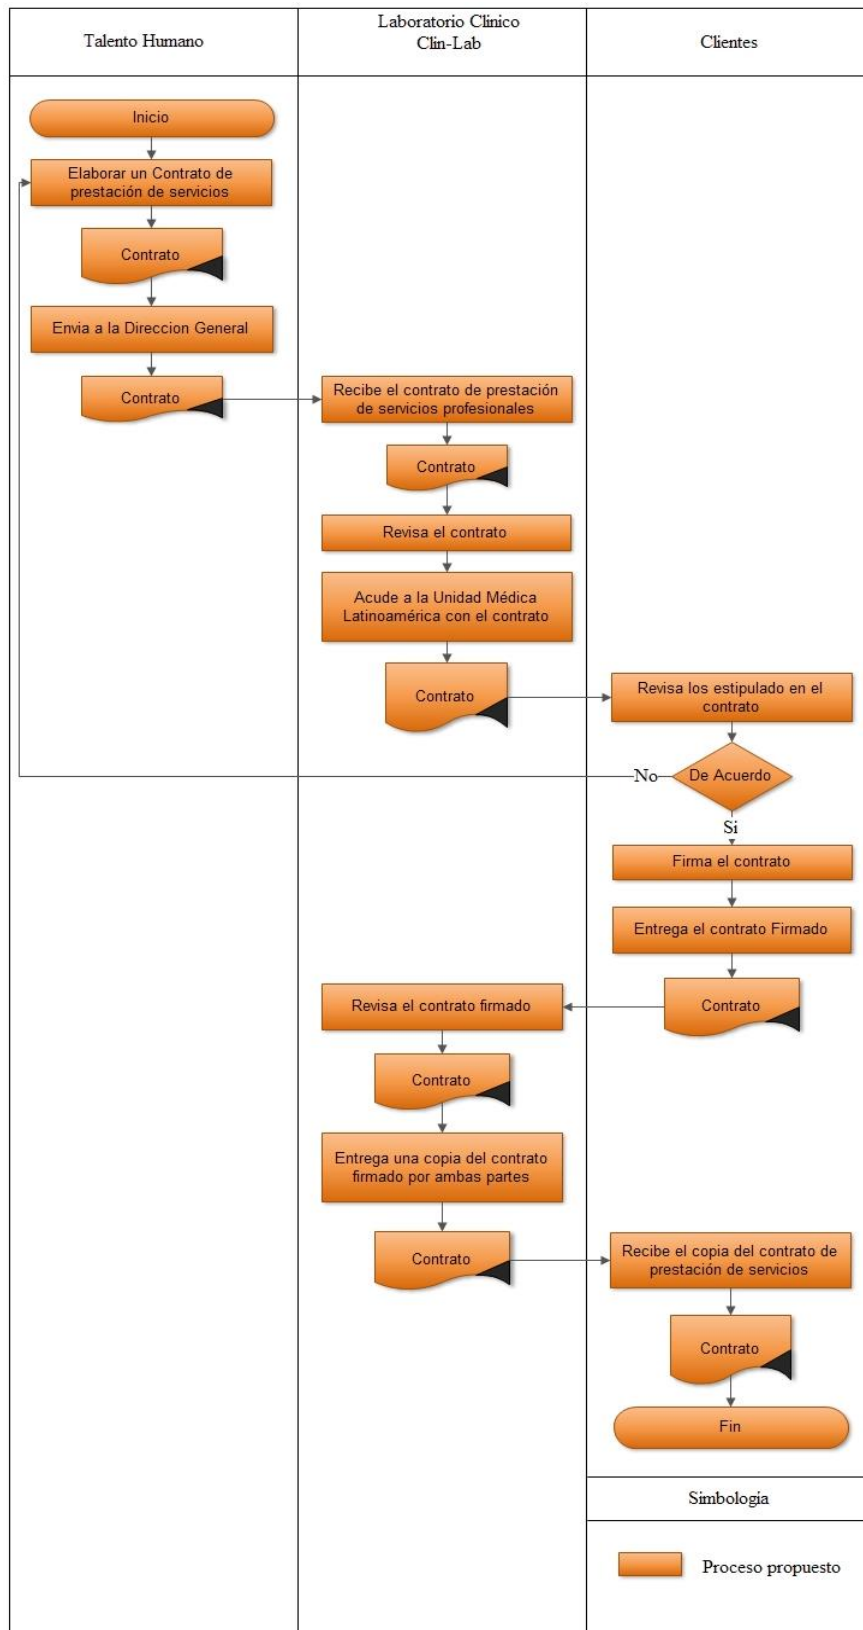 Talento Humano
Laboratorio Clinico
Clin-Lab
Clientes
Inicio
Elaborar un Contrato de
prestación de servicios
Contrato
Envia a la Direccion General
Contrato
Recibe el contrato de prestación
de servicios profesionales
Contrato
Revisa el contrato
Acude a la Unidad Médica
Latinoamérica con el contrato
Contrato
Revisa los estipulado en el
contrato
De Acuerdo
No
Si
Firma el contrato
Entrega el contrato Firmado
Contrato
Revisa el contrato firmado
Contrato
Entrega una copia del contrato
firmado por ambas partes
Contrato
Recibe el copia del contrato de
prestación de servicios
Contrato
Fin
Simbología
Proceso propuesto